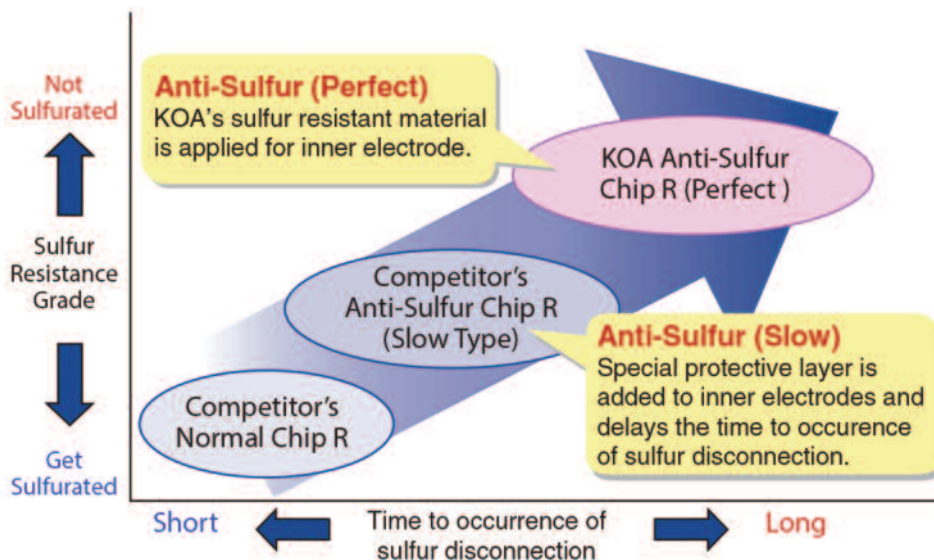 Not
Sulfurated
Sulfur
Resistance
Grade
Get
Sulfurated
Anti-Sulfur (Perfect)
KOA's sulfur resistant material
is applied for inner electrode.
KOA Anti-Sulfur
Chip R (Perfect )
Competitor's
Anti-Sulfur Chip R
(Slow Type)
Anti-Sulfur (Slow)
Special protective layer is
added to inner electrodes and
delays the time to occurence
of sulfur disconnection.
Competitor's
Normal Chip R
Short
Time to occurrence of
sulfur disconnection
Long